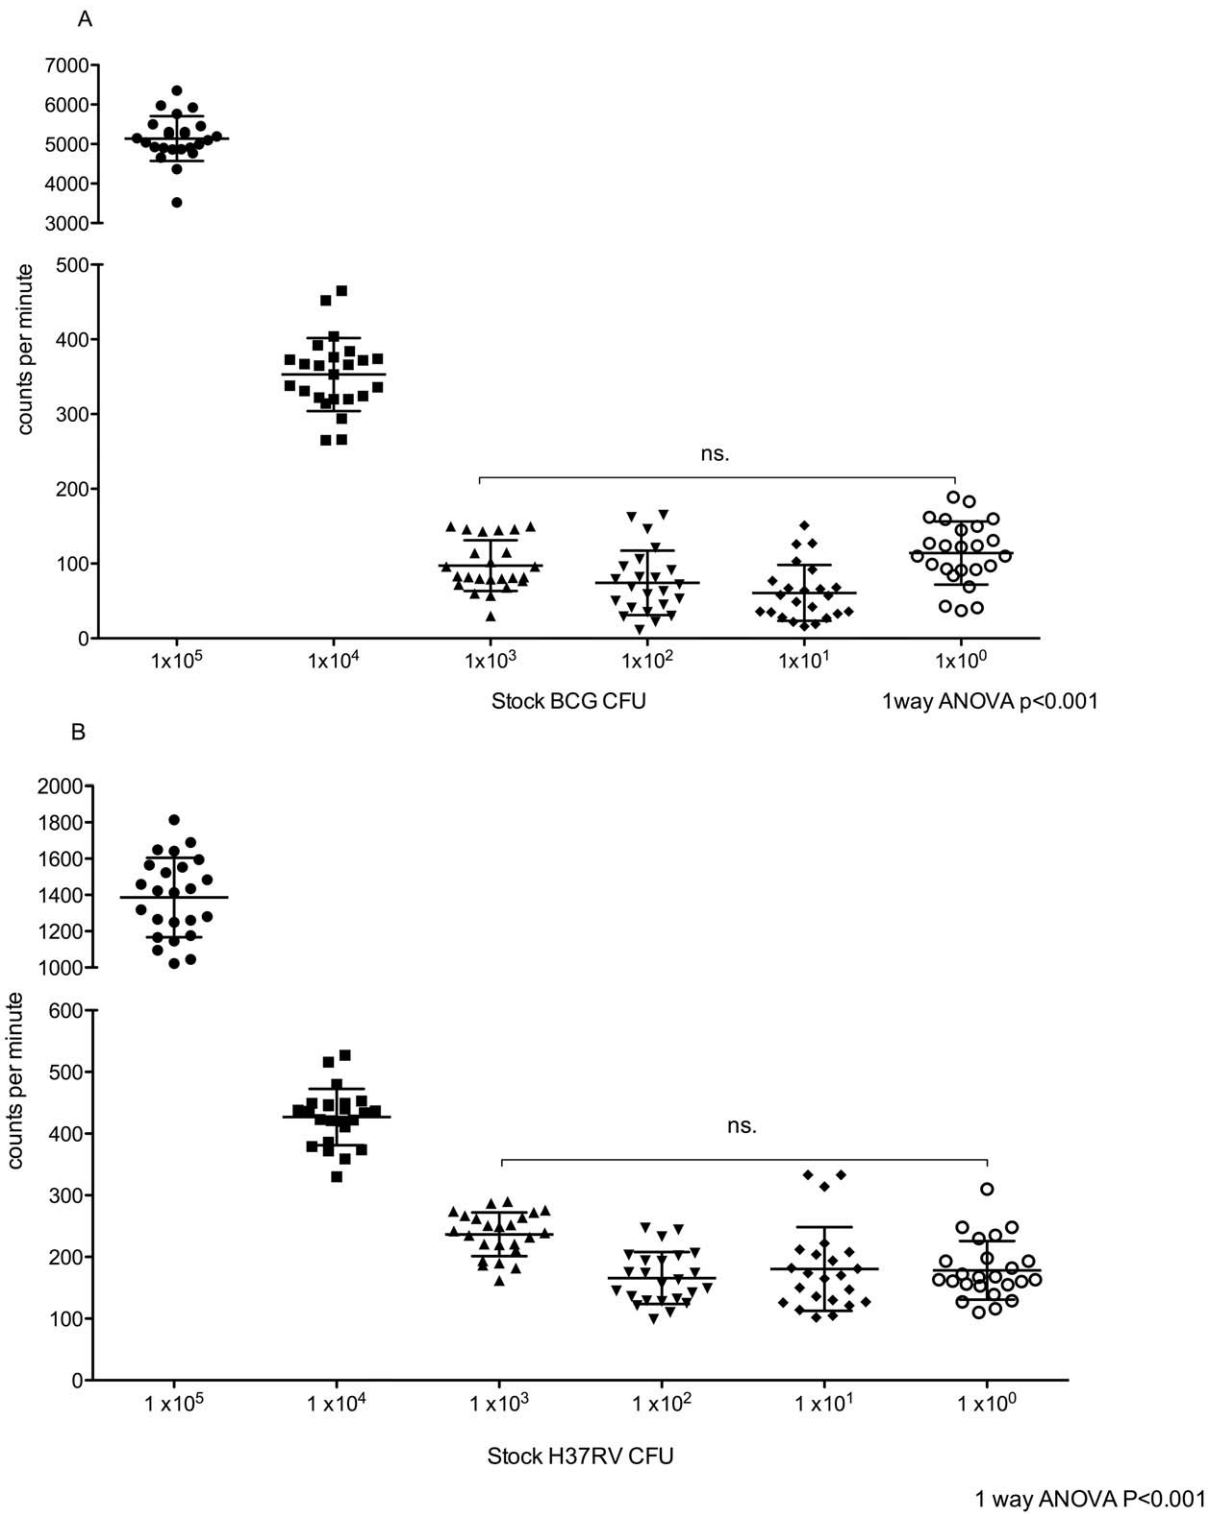 A
7000
6000
5000
4000
3000
500
400
300
200
100
0
counts per minute
ns.
1x10⁵ 1x10⁴ 1x10³ 1x10² 1x10¹ 1x10⁰
Stock BCG CFU
1way ANOVA p<0.001
B
2000
1800
1600
1400
1200
1000
600
500
400
300
200
100
0
counts per minute
ns.
1 x10⁵ 1 x10⁴ 1 x10³ 1 x10² 1 x10¹ 1 x10⁰
Stock H37RV CFU
1 way ANOVA P<0.001